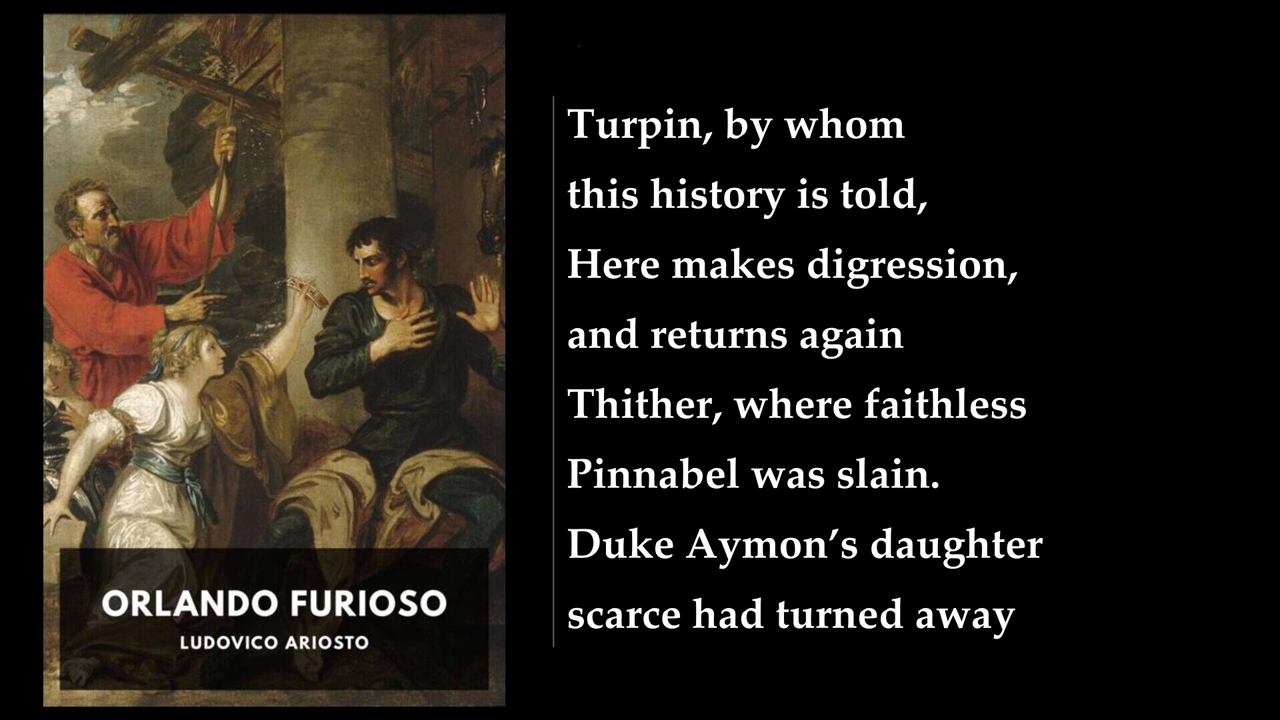 ORLANDO FURIOSO
LUDOVICO ARIOSTO
Turpin, by whom
this history is told,
Here makes digression,
and returns again
Thither, where faithless
Pinnabel was slain.
Duke Aymon’s daughter
scarce had turned away